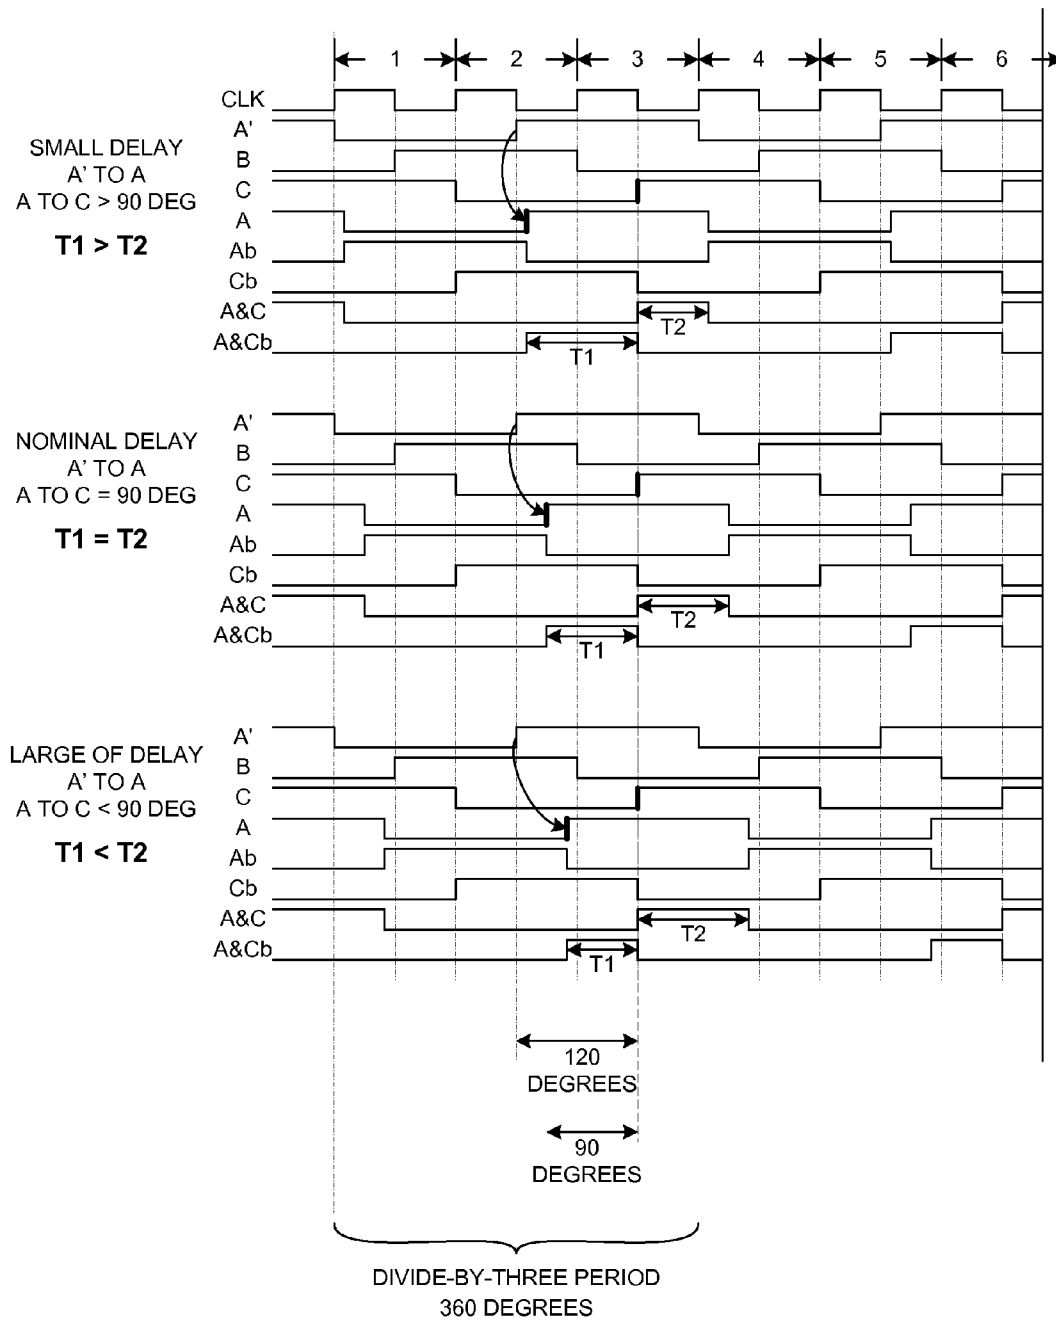 1 2 3 4 5 6
CLK
A'
B
C
A
Ab
Cb
A&C
A&Cb
SMALL DELAY
A' TO A
A TO C > 90 DEG
T1 > T2
T2
T1
A'
B
C
A
Ab
Cb
A&C
A&Cb
NOMINAL DELAY
A' TO A
A TO C = 90 DEG
T1 = T2
T2
T1
A'
B
C
A
Ab
Cb
A&C
A&Cb
LARGE OF DELAY
A' TO A
A TO C < 90 DEG
T1 < T2
T2
T1
120
DEGREES
90
DEGREES
DIVIDE-BY-THREE PERIOD
360 DEGREES